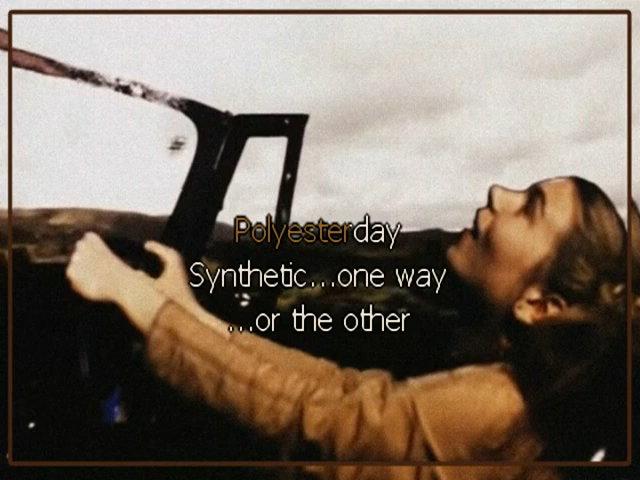 Polyesterday
Synthetic...one way
...or the other